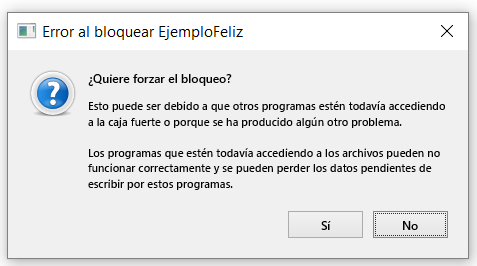 Error al bloquear EjemploFeliz
¿Quiere forzar el bloqueo?
Esto puede ser debido a que otros programas estén todavía accediendo
a la caja fuerte o porque se ha producido algún otro problema.
Los programas que estén todavía accediendo a los archivos pueden no
funcionar correctamente y se pueden perder los datos pendientes de
escribir por estos programas.
Sí
No